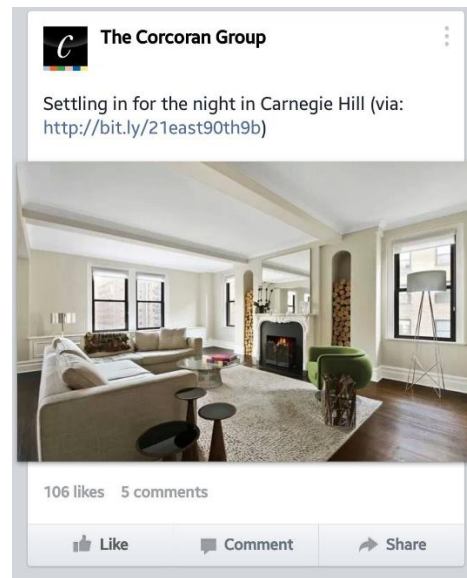 C
The Corcoran Group
Settling in for the night in Carnegie Hill (via:
http://bit.ly/21east90th9b)
106 likes 5 comments
Like Comment Share